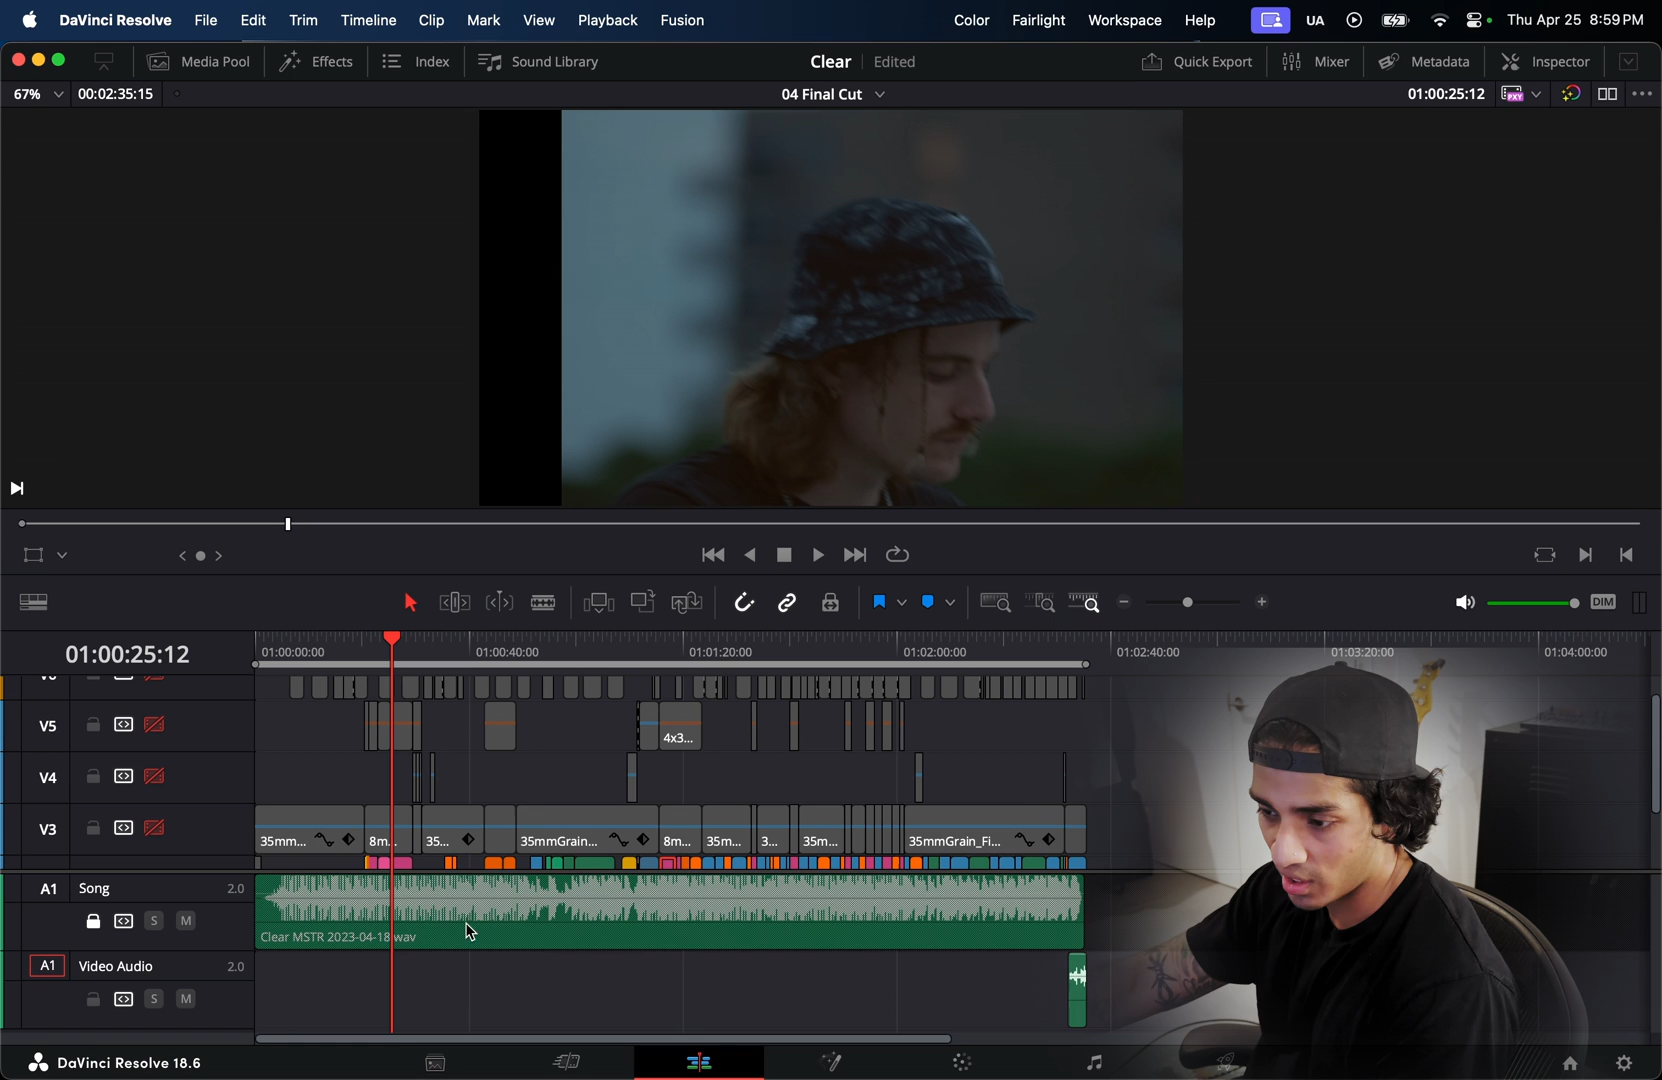 DaVinci Resolve File Edit Trim Timeline Clip Mark View Playback Fusion Color Fairlight Workspace Help UA Thu Apr 25 8:59 PM
Media Pool Effects Index Sound Library Clear Edited Quick Export Mixer Metadata Inspector
67% 00:02:35:15 04 Final Cut 01:00:25:12 PXY
DIM
01:00:25:12 01:00:00:00 01:00:40:00 01:01:20:00 01:02:00:00 01:02:40:00 01:03:20:00 01:04:00:00
V5 4x3...
V4
V3 35mm... 8m... 35... 35mmGrain... 8m... 35m... 3... 35m... 35mmGrain_Fi...
A1 Song 2.0
S M
Clear MSTR 2023-04-18.wav
A1 Video Audio 2.0
S M
DaVinci Resolve 18.6